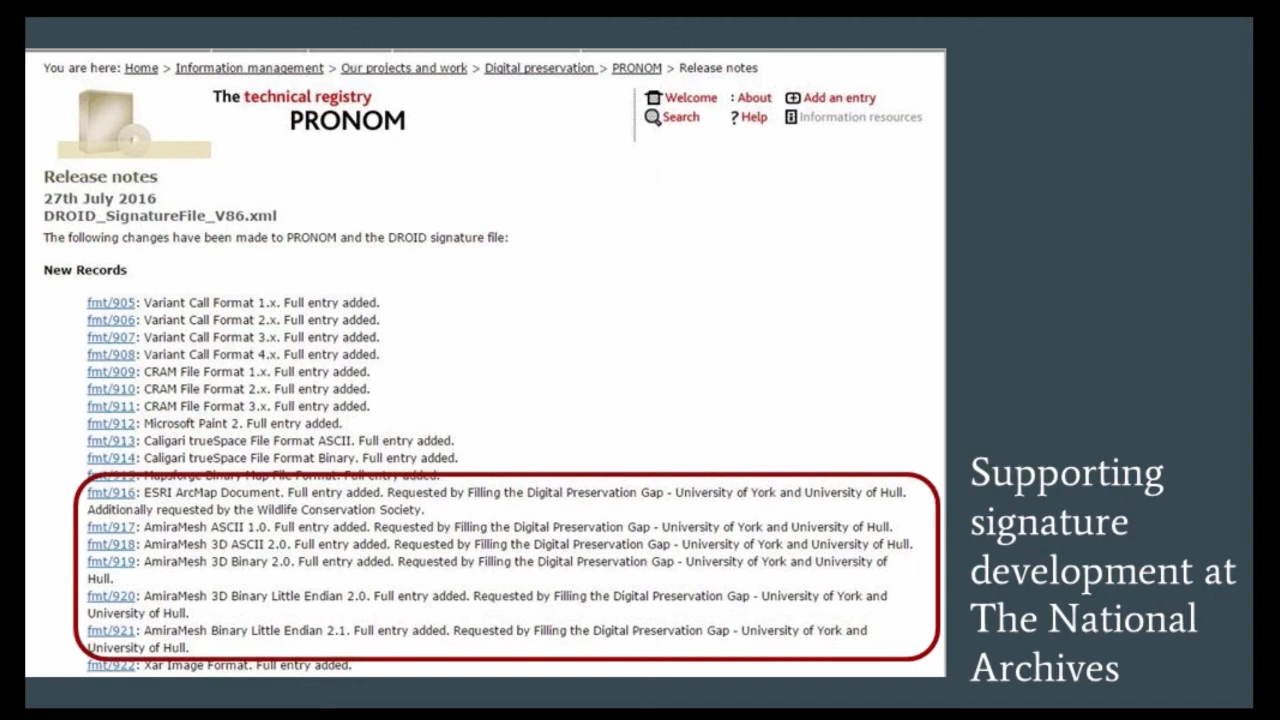 You are here: Home > Information management > Our projects and work > Digital preservation > PRONOM > Release notes
The technical registry
PRONOM
Welcome : About Add an entry
Search ? Help Information resources
Release notes
27th July 2016
DROID_SignatureFile_V86.xml
The following changes have been made to PRONOM and the DROID signature file:
New Records
fmt/905: Variant Call Format 1.x. Full entry added.
fmt/906: Variant Call Format 2.x. Full entry added.
fmt/907: Variant Call Format 3.x. Full entry added.
fmt/908: Variant Call Format 4.x. Full entry added.
fmt/909: CRAM File Format 1.x. Full entry added.
fmt/910: CRAM File Format 2.x. Full entry added.
fmt/911: CRAM File Format 3.x. Full entry added.
fmt/912: Microsoft Paint 2. Full entry added.
fmt/913: Caligari trueSpace File Format ASCII. Full entry added.
fmt/914: Caligari trueSpace File Format Binary. Full entry added.
fmt/915: Mapsforge Binary Map File Format. Full entry added.
fmt/916: ESRI ArcMap Document. Full entry added. Requested by Filling the Digital Preservation Gap - University of York and University of Hull.
Additionally requested by the Wildlife Conservation Society.
fmt/917: AmiraMesh ASCII 1.0. Full entry added. Requested by Filling the Digital Preservation Gap - University of York and University of Hull.
fmt/918: AmiraMesh 3D ASCII 2.0. Full entry added. Requested by Filling the Digital Preservation Gap - University of York and University of Hull.
fmt/919: AmiraMesh 3D Binary 2.0. Full entry added. Requested by Filling the Digital Preservation Gap - University of York and University of
Hull.
fmt/920: AmiraMesh 3D Binary Little Endian 2.0. Full entry added. Requested by Filling the Digital Preservation Gap - University of York and
University of Hull.
fmt/921: AmiraMesh Binary Little Endian 2.1. Full entry added. Requested by Filling the Digital Preservation Gap - University of York and
University of Hull.
fmt/922: Xar Image Format. Full entry added.
Supporting
signature
development at
The National
Archives